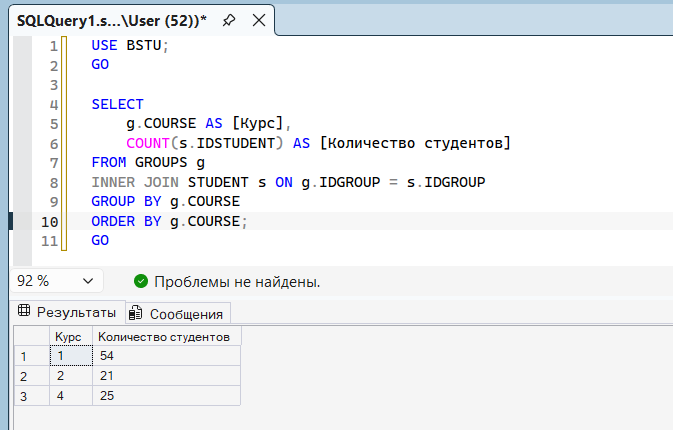 SQLQuery1.s...\User (52))*
1 USE BSTU;
2 GO
3
4 SELECT
5 g.COURSE AS [Курс],
6 COUNT(s.IDSTUDENT) AS [Количество студентов]
7 FROM GROUPS g
8 INNER JOIN STUDENT s ON g.IDGROUP = s.IDGROUP
9 GROUP BY g.COURSE
10 ORDER BY g.COURSE;
11 GO
92 % Проблемы не найдены.
Результаты Сообщения
Курс Количество студентов
1 1 54
2 2 21
3 4 25